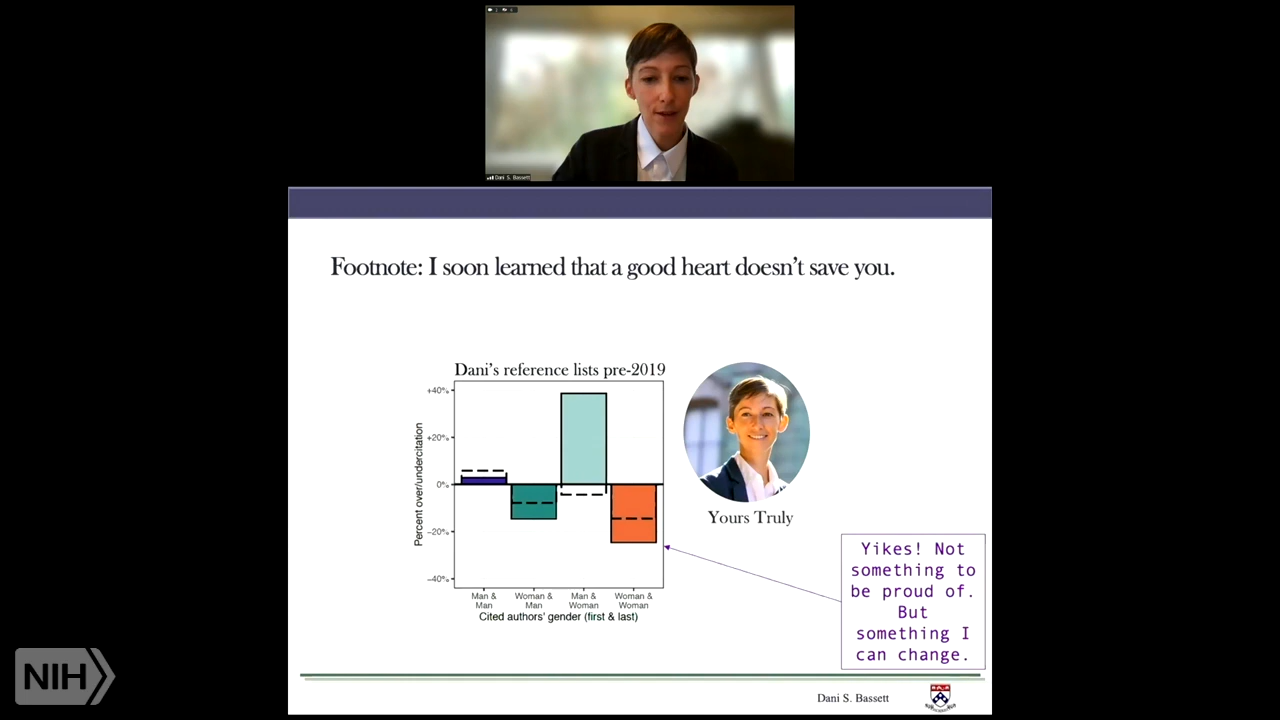 Dani S. Bassett
Footnote: I soon learned that a good heart doesn't save you.
Dani's reference lists pre-2019
+40%
+20%
0%
−20%
−40%
Percent over/undercitation
Man &
Man
Woman &
Man
Man &
Woman
Woman &
Woman
Cited authors' gender (first & last)
Yours Truly
Yikes! Not
something to
be proud of.
But
something I
can change.
NIH
Dani S. Bassett